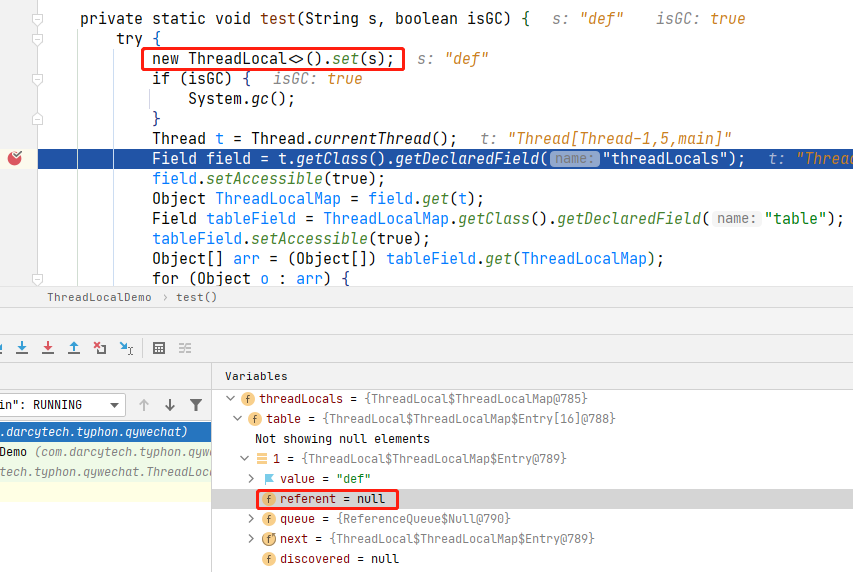 private static void test(String s, boolean isGC) { s: "def" isGC: true
try {
new ThreadLocal<>().set(s); s: "def"
if (isGC) { isGC: true
System.gc();
}
Thread t = Thread.currentThread(); t: "Thread[Thread-1,5,main]"
Field field = t.getClass().getDeclaredField( name: "threadLocals"); t: "Threa
field.setAccessible(true);
Object ThreadLocalMap = field.get(t);
Field tableField = ThreadLocalMap.getClass().getDeclaredField( name: "table");
tableField.setAccessible(true);
Object[] arr = (Object[]) tableField.get(ThreadLocalMap);
for (Object o : arr) {
ThreadLocalDemo › test()
Variables
in": RUNNING
.darcytech.typhon.qywechat)
Demo (com.darcytech.typhon.qyw
tech.typhon.qywechat.ThreadLoc
threadLocals = {ThreadLocal$ThreadLocalMap@785}
table = {ThreadLocal$ThreadLocalMap$Entry[16]@788}
Not showing null elements
1 = {ThreadLocal$ThreadLocalMap$Entry@789}
value = "def"
referent = null
queue = {ReferenceQueue$Null@790}
next = {ThreadLocal$ThreadLocalMap$Entry@789}
discovered = null